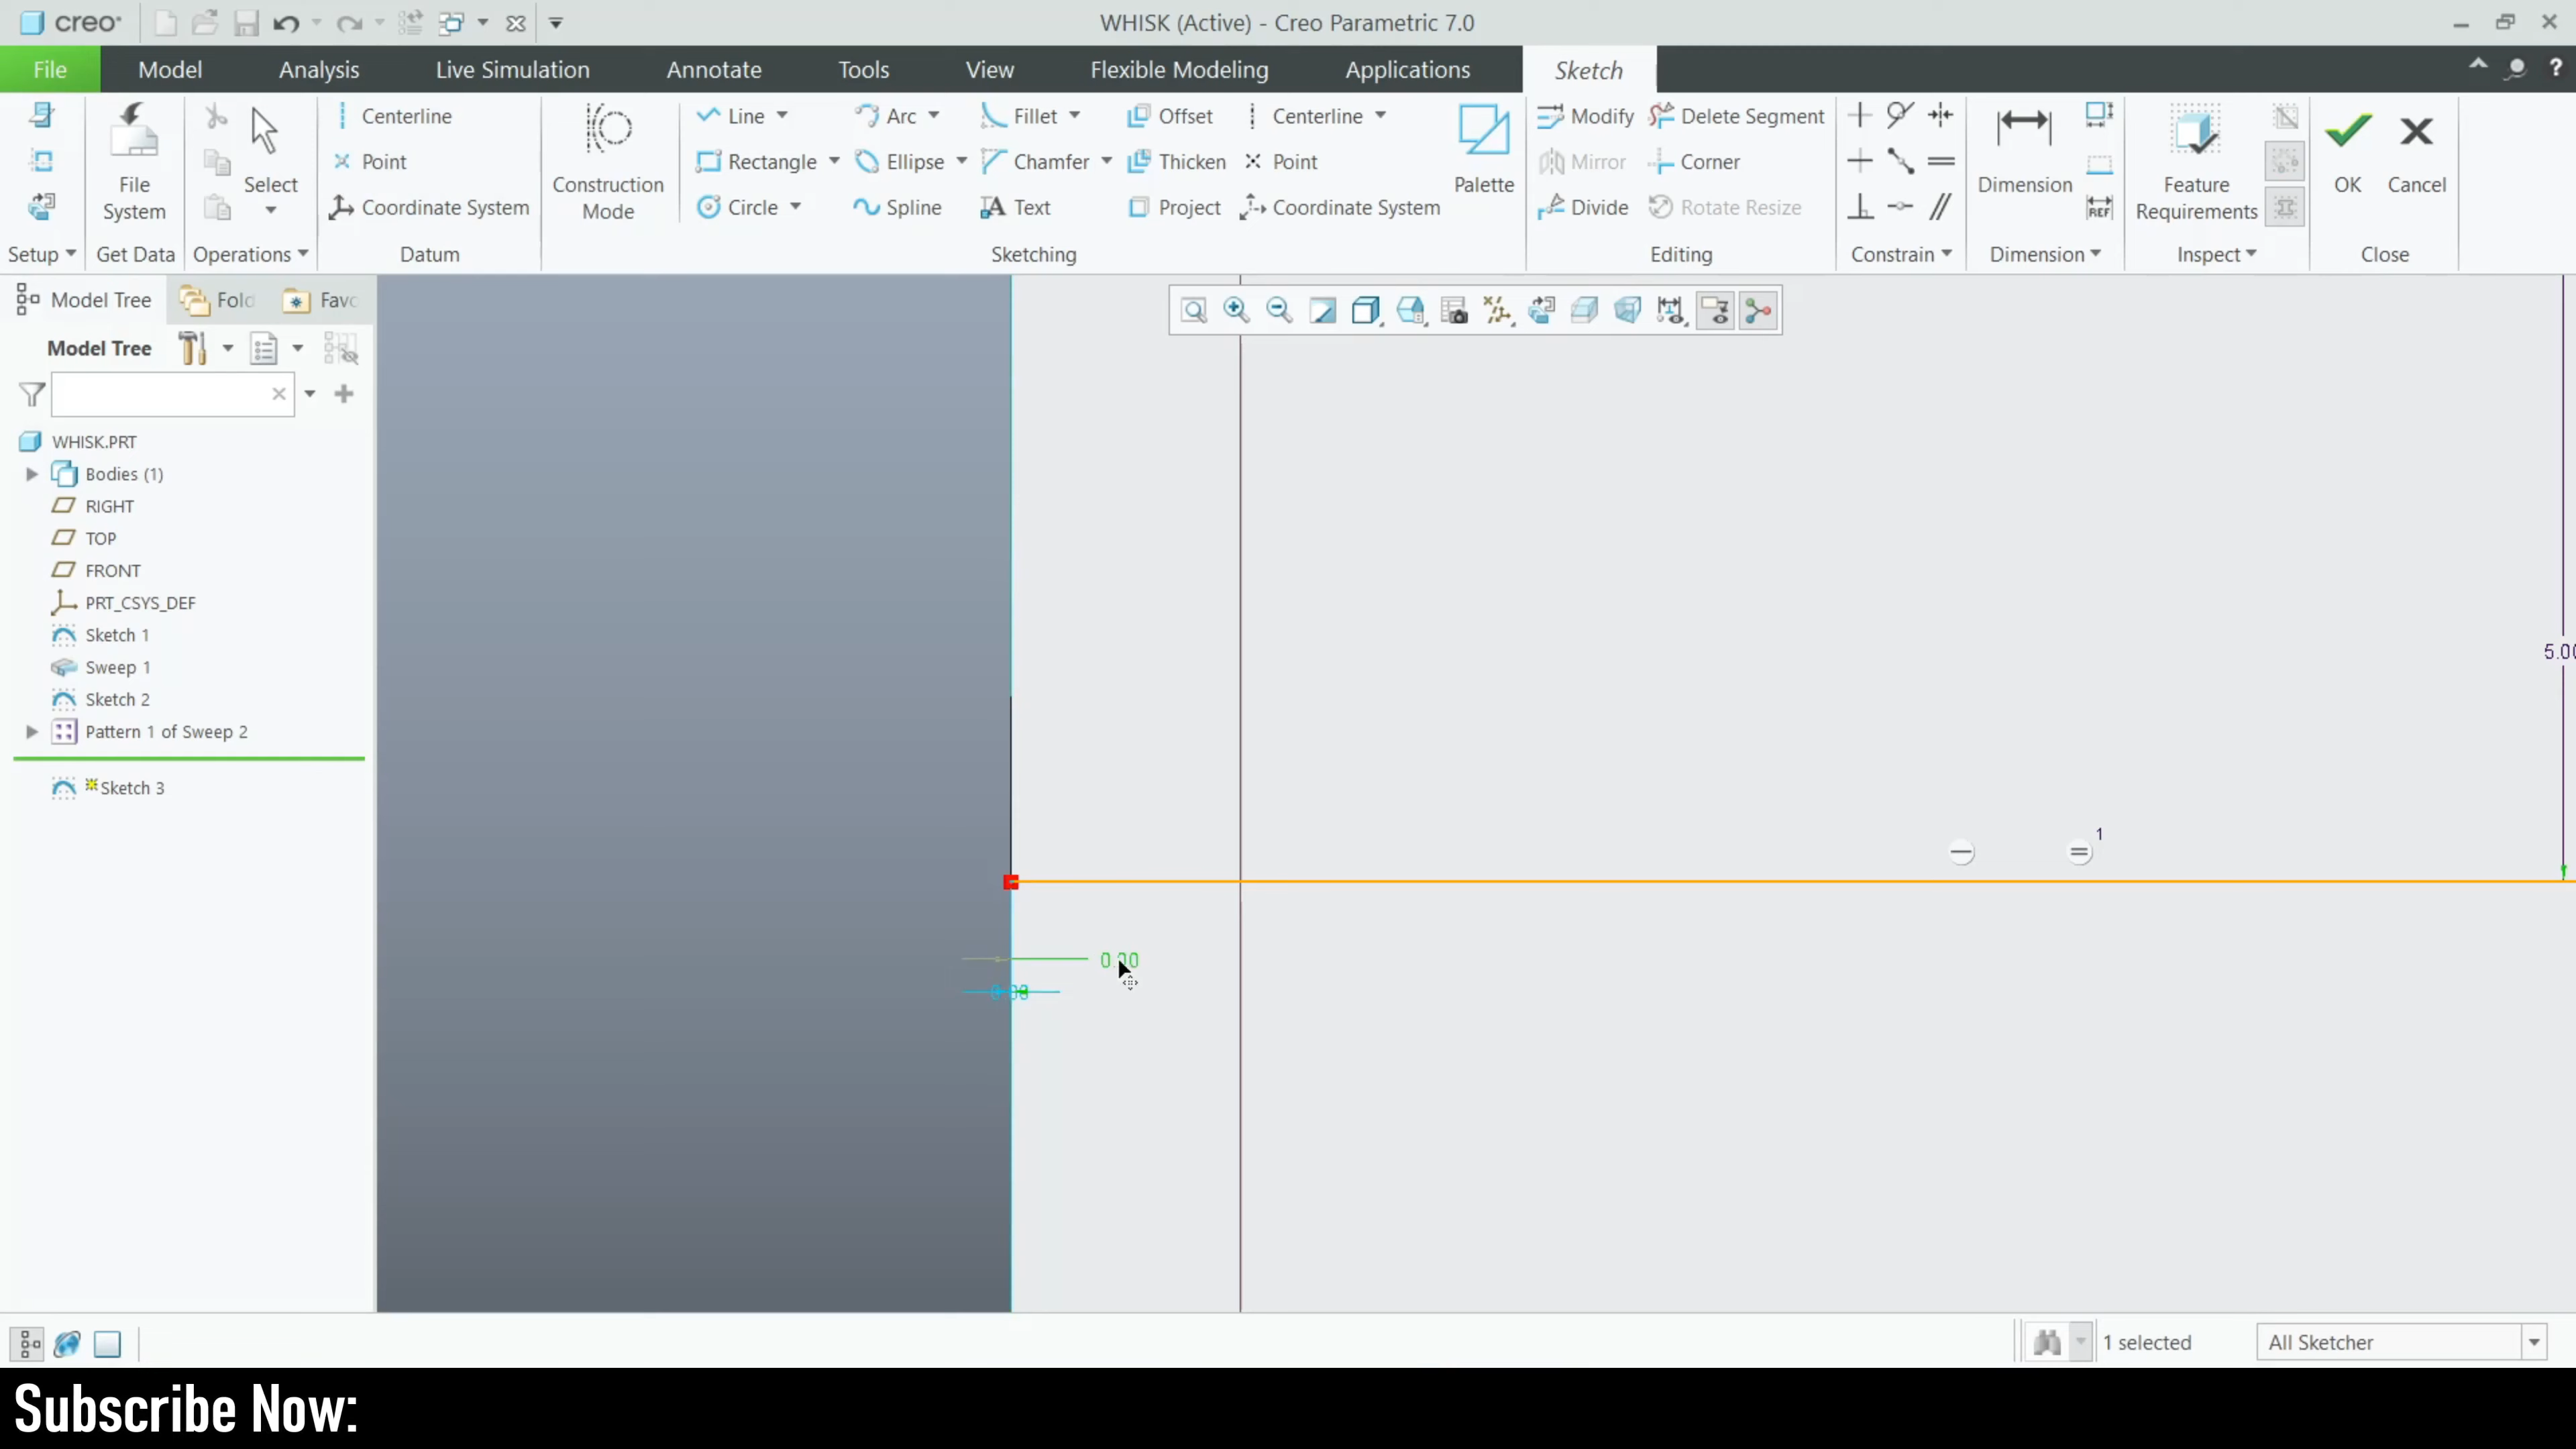 creo
WHISK (Active) - Creo Parametric 7.0
File Model Analysis Live Simulation Annotate Tools View Flexible Modeling Applications Sketch
Centerline
Point
Coordinate System
File System
Select
Construction Mode
Line Arc Fillet Offset Centerline
Rectangle Ellipse Chamfer Thicken Point
Circle Spline Text Project Coordinate System
Palette
Modify Delete Segment
Mirror Corner
Divide Rotate Resize
Dimension
REF
Feature Requirements
OK
Cancel
Setup Get Data Operations Datum Sketching Editing Constrain Dimension Inspect Close
Model Tree
Model Tree
WHISK.PRT
Bodies (1)
RIGHT
TOP
FRONT
PRT_CSYS_DEF
Sketch 1
Sweep 1
Sketch 2
Pattern 1 of Sweep 2
Sketch 3
1
1 selected
All Sketcher
Subscribe Now: